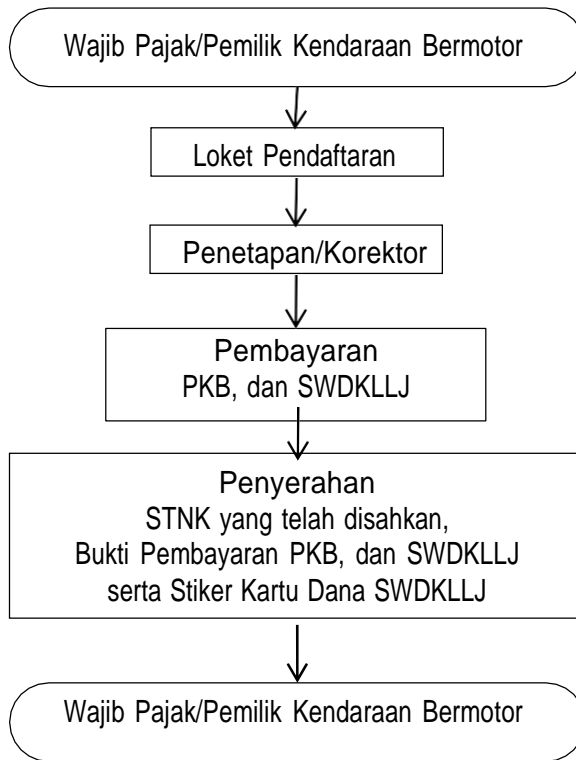 Wajib Pajak/Pemilik Kendaraan Bermotor
Loket Pendaftaran
Penetapan/Korektor
Pembayaran
PKB, dan SWDKLLJ
Penyerahan
STNK yang telah disahkan,
Bukti Pembayaran PKB, dan SWDKLLJ
serta Stiker Kartu Dana SWDKLLJ
Wajib Pajak/Pemilik Kendaraan Bermotor